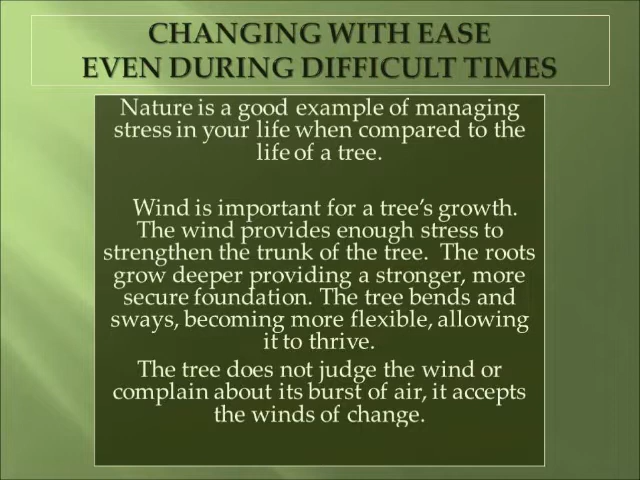 CHANGING WITH EASE
EVEN DURING DIFFICULT TIMES
Nature is a good example of managing
stress in your life when compared to the
life of a tree.
Wind is important for a tree’s growth.
The wind provides enough stress to
strengthen the trunk of the tree. The roots
grow deeper providing a stronger, more
secure foundation. The tree bends and
sways, becoming more flexible, allowing
it to thrive.
The tree does not judge the wind or
complain about its burst of air, it accepts
the winds of change.